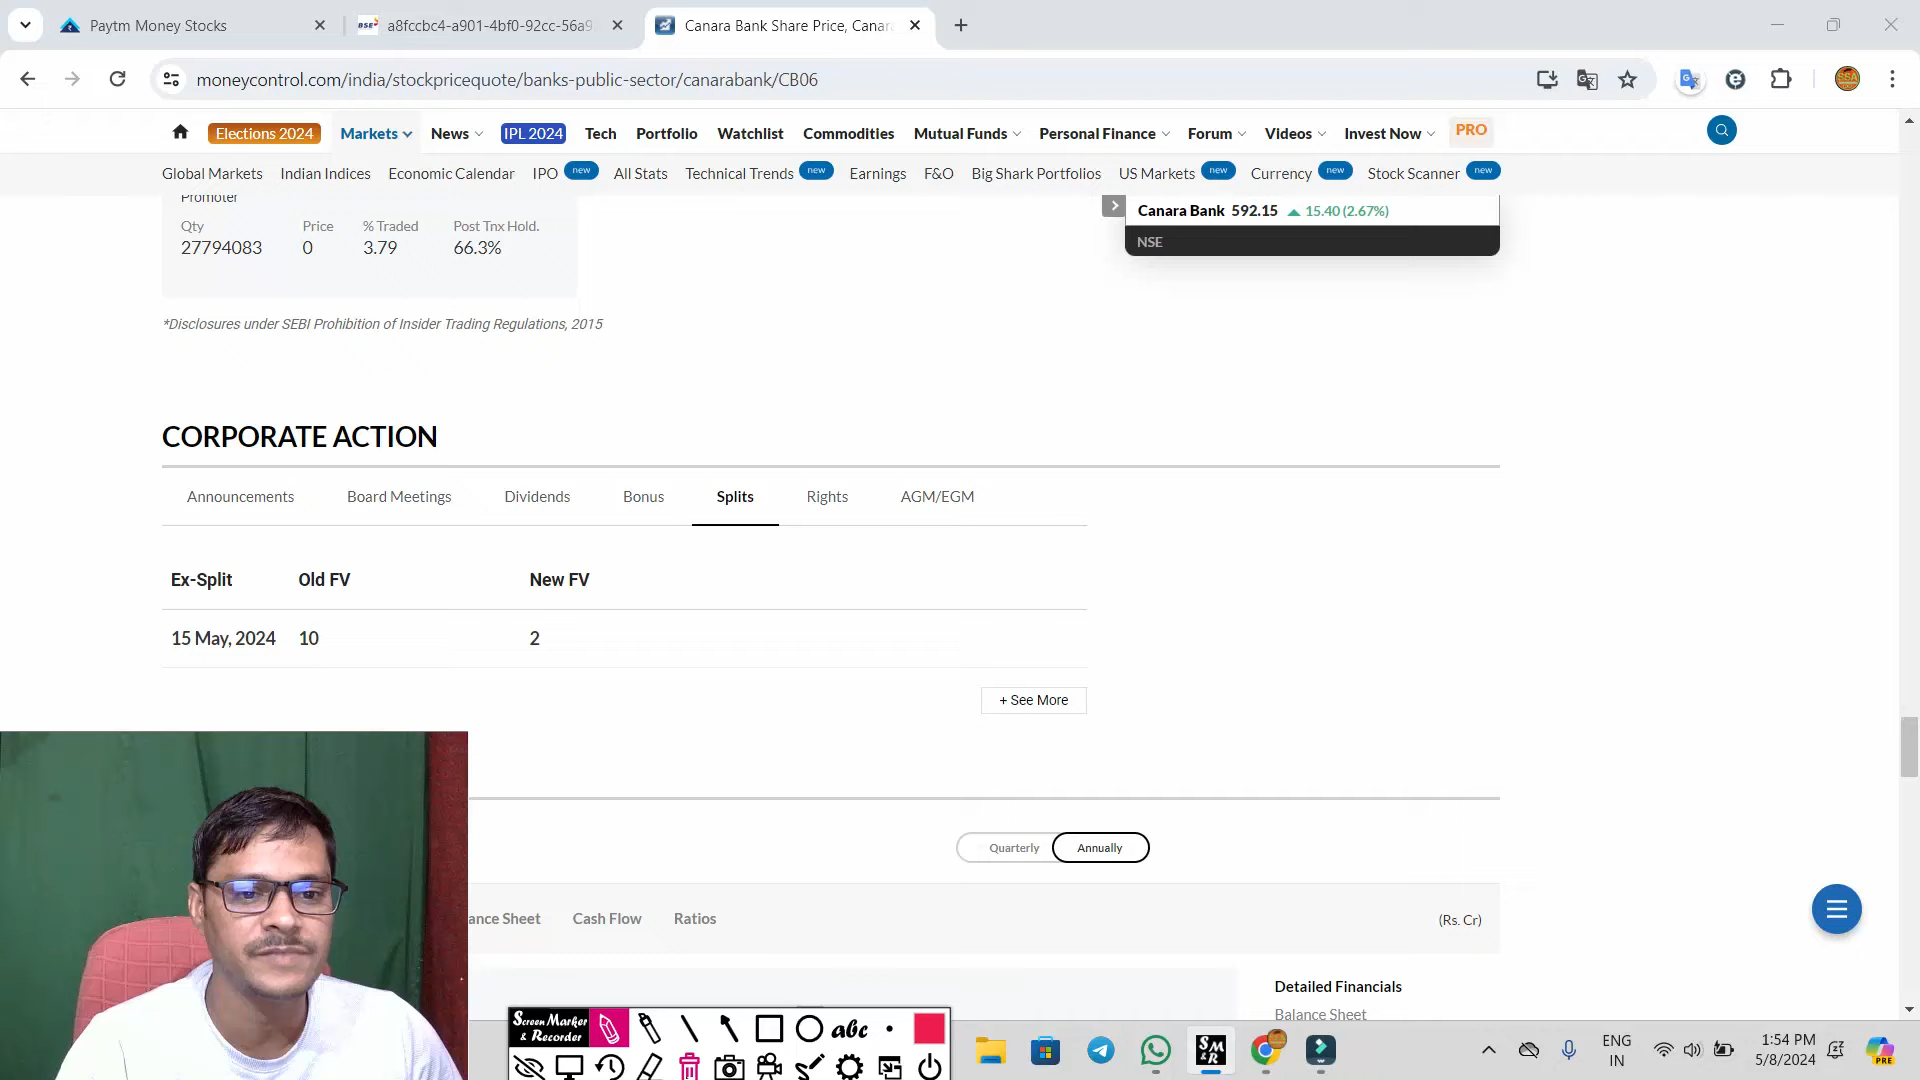 Paytm Money Stocks
BSE a8fccbc4-a901-4bf0-92cc-56a9
Canara Bank Share Price, Canara
moneycontrol.com/india/stockpricequote/banks-public-sector/canarabank/CB06
Elections 2024 Markets News IPL 2024 Tech Portfolio Watchlist Commodities Mutual Funds Personal Finance Forum Videos Invest Now PRO
Global Markets Indian Indices Economic Calendar IPO new All Stats Technical Trends new Earnings F&O Big Shark Portfolios US Markets new Currency new Stock Scanner new
Promoter
Qty Price % Traded Post Tnx Hold.
27794083 0 3.79 66.3%
Canara Bank 592.15 15.40 (2.67%)
NSE
*Disclosures under SEBI Prohibition of Insider Trading Regulations, 2015
CORPORATE ACTION
Announcements Board Meetings Dividends Bonus Splits Rights AGM/EGM
Ex-Split Old FV New FV
15 May, 2024 10 2
+ See More
Quarterly Annually
ance Sheet Cash Flow Ratios (Rs. Cr)
Detailed Financials
Balance Sheet
Screen Marker
& Recorder
abc
SM
&R
ENG
IN
1:54 PM
5/8/2024
PRE